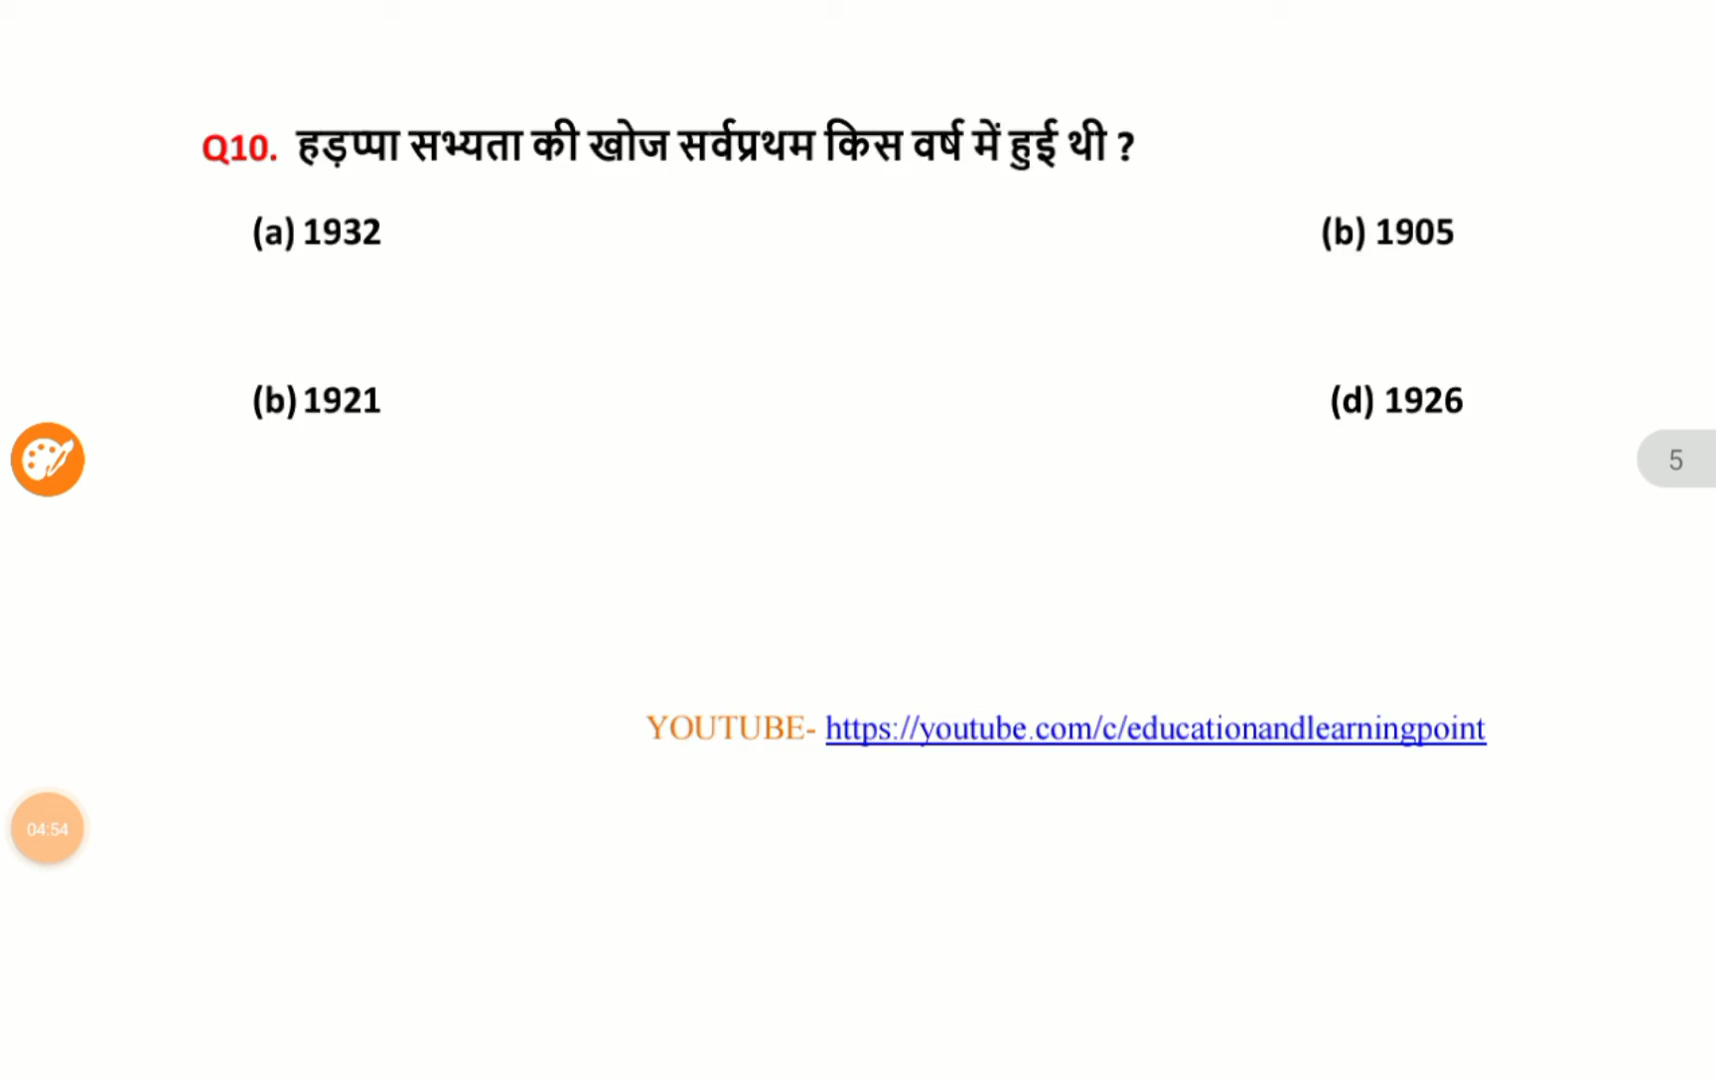 Q10. हड़प्पा सभ्यता की खोज सर्वप्रथम किस वर्ष में हुई थी ?
(a) 1932 (b) 1905
(b) 1921 (d) 1926
5
YOUTUBE- https://youtube.com/c/educationandlearningpoint
04:54